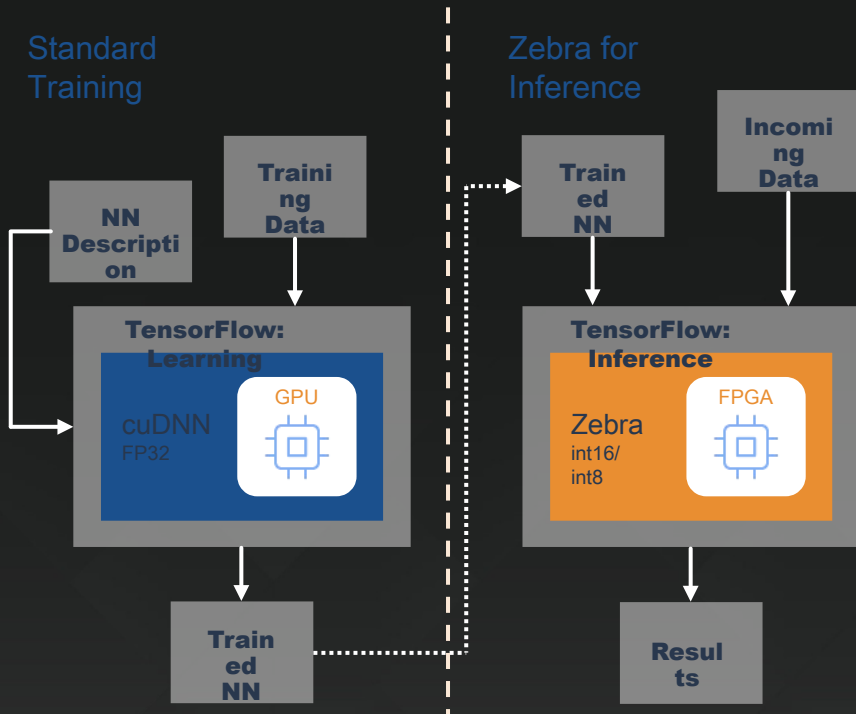 Standard
Training
NN
Descripti
on
Traini
ng
Data
TensorFlow:
Learning
cuDNN
FP32
GPU
Train
ed
NN
Zebra for
Inference
Train
ed
NN
Incomi
ng
Data
TensorFlow:
Inference
Zebra
int16/
int8
FPGA
Resul
ts